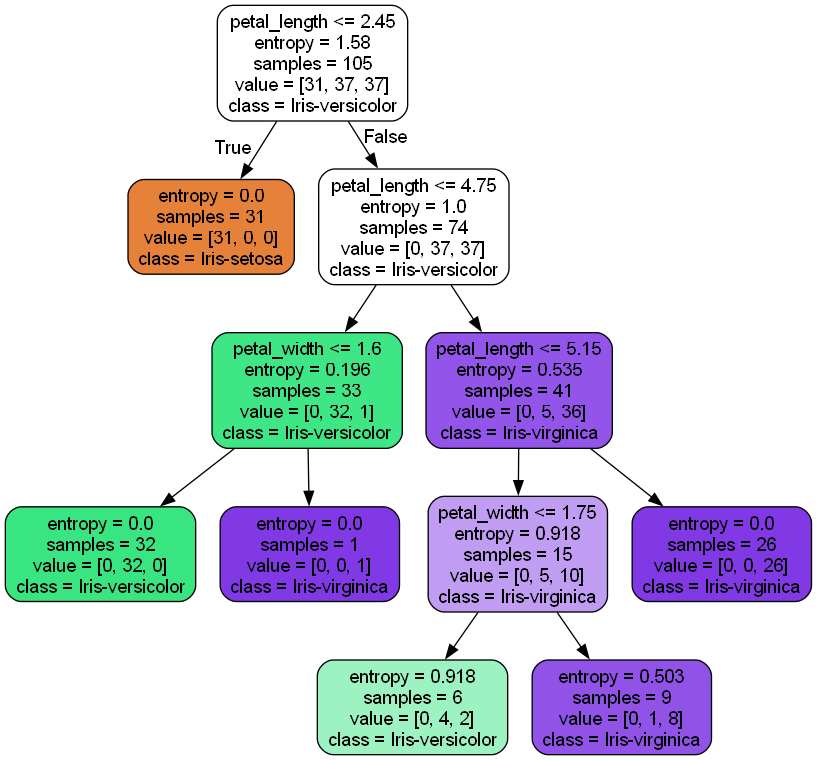 petal_length <= 2.45
entropy = 1.58
samples = 105
value = [31, 37, 37]
class = Iris-versicolor
True
False
entropy = 0.0
samples = 31
value = [31, 0, 0]
class = Iris-setosa
petal_length <= 4.75
entropy = 1.0
samples = 74
value = [0, 37, 37]
class = Iris-versicolor
petal_width <= 1.6
entropy = 0.196
samples = 33
value = [0, 32, 1]
class = Iris-versicolor
petal_length <= 5.15
entropy = 0.535
samples = 41
value = [0, 5, 36]
class = Iris-virginica
entropy = 0.0
samples = 32
value = [0, 32, 0]
class = Iris-versicolor
entropy = 0.0
samples = 1
value = [0, 0, 1]
class = Iris-virginica
petal_width <= 1.75
entropy = 0.918
samples = 15
value = [0, 5, 10]
class = Iris-virginica
entropy = 0.0
samples = 26
value = [0, 0, 26]
class = Iris-virginica
entropy = 0.918
samples = 6
value = [0, 4, 2]
class = Iris-versicolor
entropy = 0.503
samples = 9
value = [0, 1, 8]
class = Iris-virginica